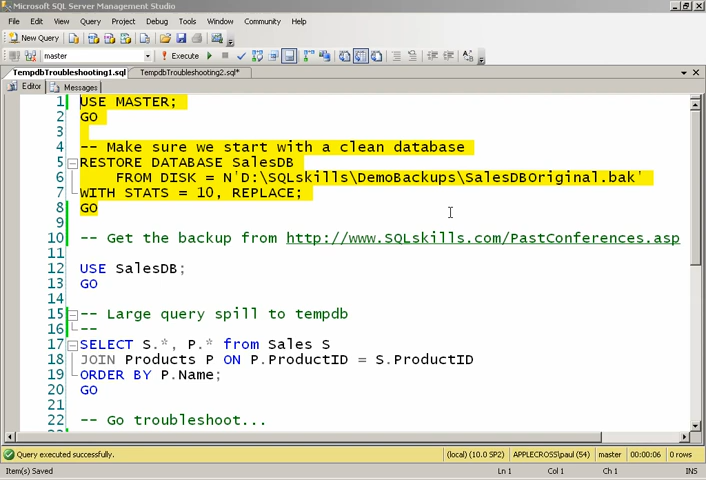 Microsoft SQL Server Management Studio
File Edit View Query Project Debug Tools Window Community Help
New Query
master Execute
TempdbTroubleshooting1.sql TempdbTroubleshooting2.sql*
Editor Messages
1 USE MASTER;
2 GO
3
4 -- Make sure we start with a clean database
5 RESTORE DATABASE SalesDB
6 FROM DISK = N'D:\SQLskills\DemoBackups\SalesDBOriginal.bak'
7 WITH STATS = 10, REPLACE;
8 GO
9
10 -- Get the backup from http://www.SQLskills.com/PastConferences.asp
11
12 USE SalesDB;
13 GO
14
15 -- Large query spill to tempdb
16 --
17 SELECT S.*, P.* from Sales S
18 JOIN Products P ON P.ProductID = S.ProductID
19 ORDER BY P.Name;
20 GO
21
22 -- Go troubleshoot...
Query executed successfully. (local) (10.0 SP2) APPLECROSS\paul (54) master 00:00:06 0 rows
Item(s) Saved Ln 1 Col 1 Ch 1 INS